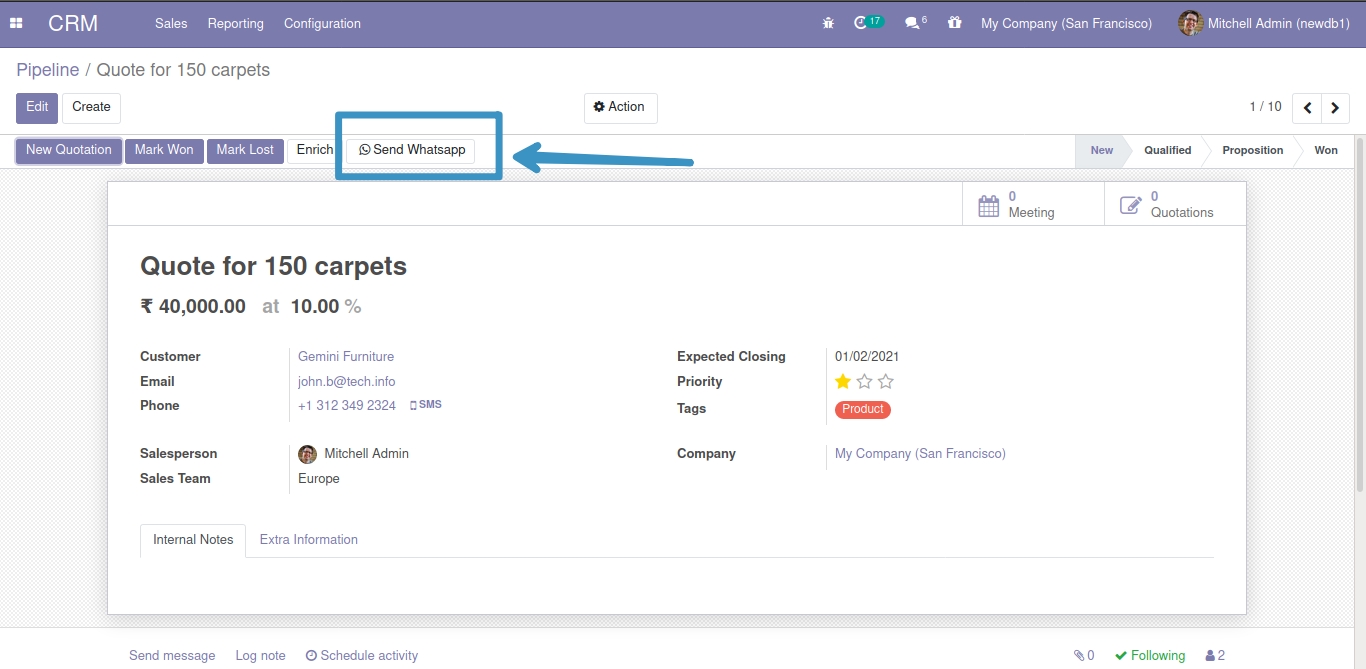 CRM Sales Reporting Configuration 17 6 My Company (San Francisco) Mitchell Admin (newdb1)
Pipeline / Quote for 150 carpets
Edit Create Action 1 / 10
New Quotation Mark Won Mark Lost Enrich Send Whatsapp New Qualified Proposition Won
0 Meeting
0 Quotations
Quote for 150 carpets
₹ 40,000.00 at 10.00 %
Customer Gemini Furniture
Email john.b@tech.info
Phone +1 312 349 2324 SMS
Expected Closing 01/02/2021
Priority
Tags Product
Salesperson Mitchell Admin
Sales Team Europe
Company My Company (San Francisco)
Internal Notes Extra Information
Send message Log note Schedule activity 0 Following 2